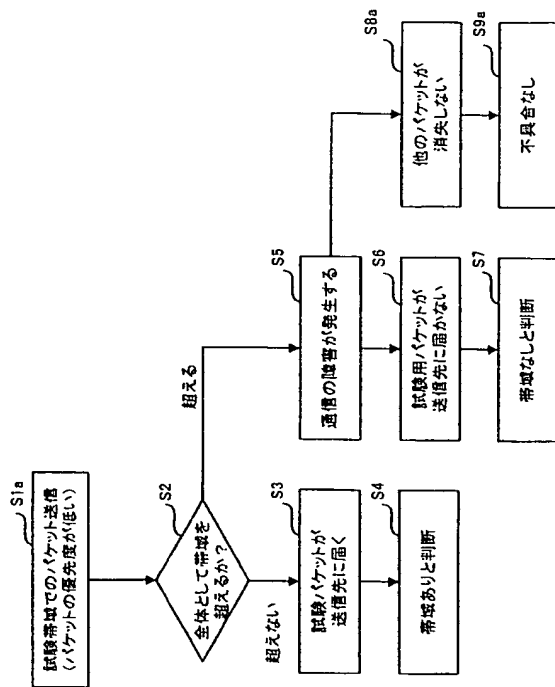 S1a
試験帯域でのパケット送信
(パケットの優先度が低い)
S2
全体として帯域を
超えるか?
超えない
超える
S3
試験パケットが
送信先に届く
S4
帯域ありと判断
S5
通信の障害が発生する
S6
試験用パケットが
送信先に届かない
S7
帯域なしと判断
S8a
他のパケットが
消失しない
S9a
不具合なし